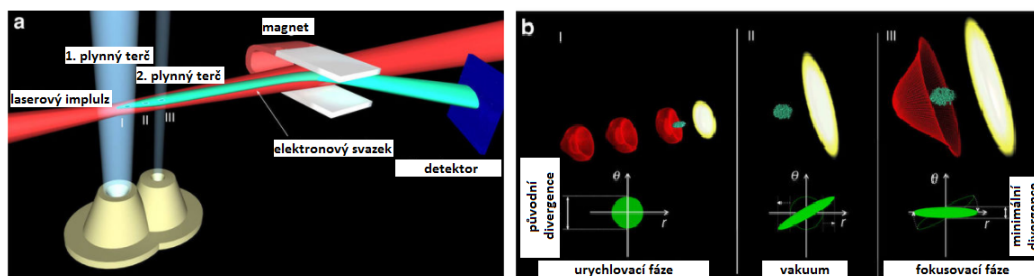 a
magnet
1. plynný terč
2. plynný terč
laserový implulz
I
II
III
elektronový svazek
detektor
b
I
II
III
původní
divergence
θ
r
θ
r
θ
r
minimální
divergence
urychlovací fáze
vakuum
fokusovací fáze